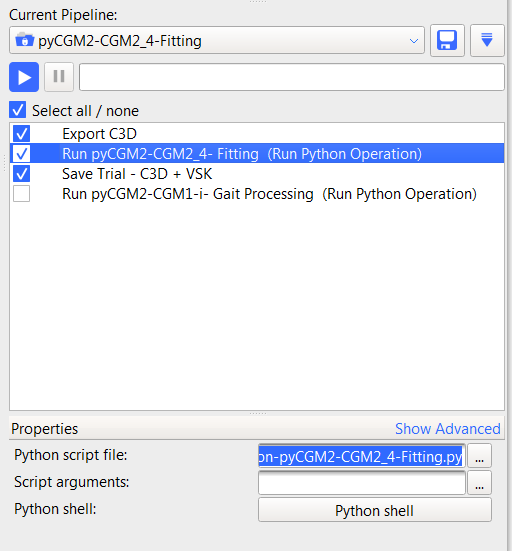 Current Pipeline:
pyCGM2-CGM2_4-Fitting
Select all / none
Export C3D
Run pyCGM2-CGM2_4- Fitting  (Run Python Operation)
Save Trial - C3D + VSK
Run pyCGM2-CGM1-i- Gait Processing  (Run Python Operation)
Properties Show Advanced
Python script file: on-pyCGM2-CGM2_4-Fitting.py ...
Script arguments: ...
Python shell: Python shell